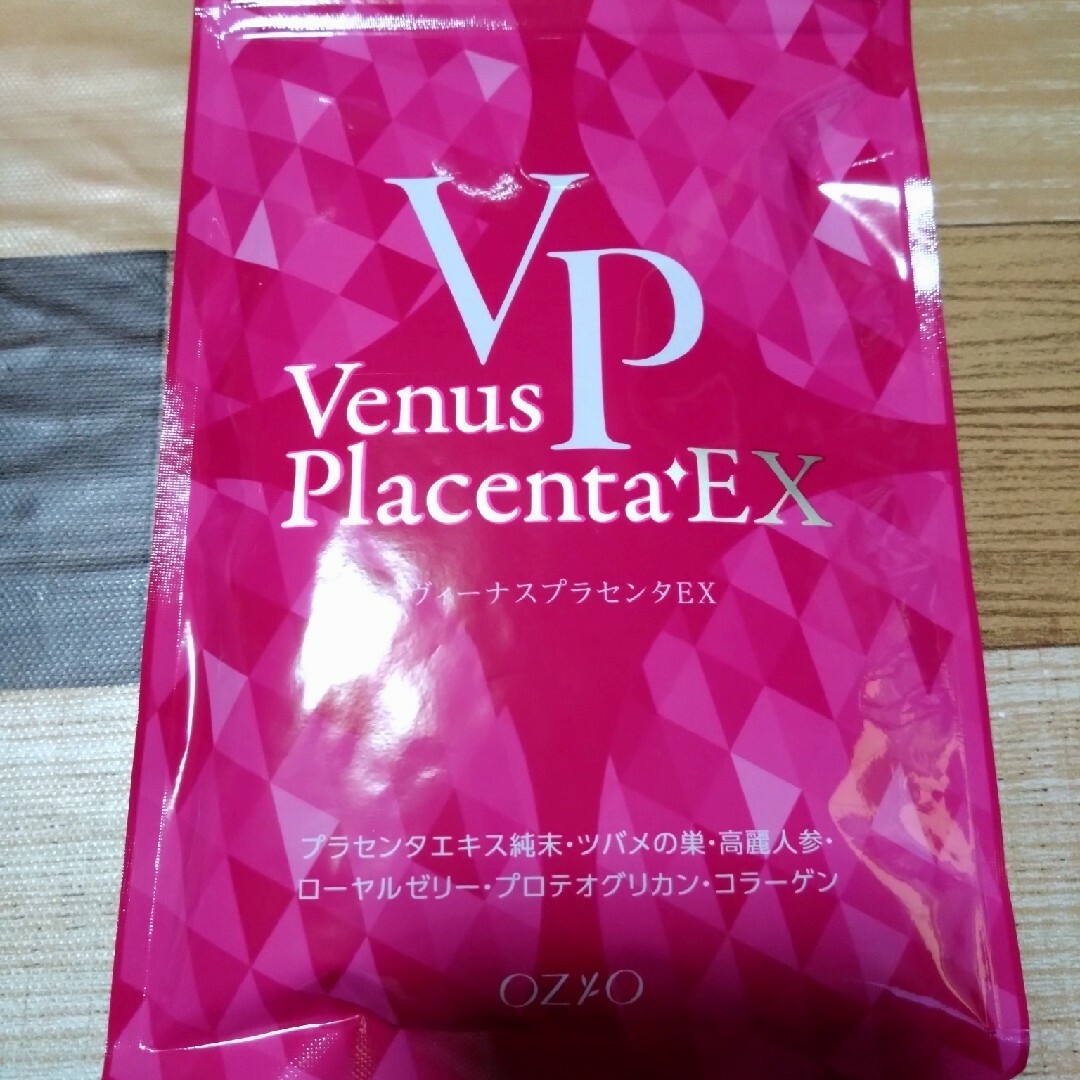 VP
Venus
Placenta EX
ヴィーナスプラセンタEX
プラセンタエキス純末・ツバメの巣・高麗人参・
ローヤルゼリー・プロテオグリカン・コラーゲン
OZIO